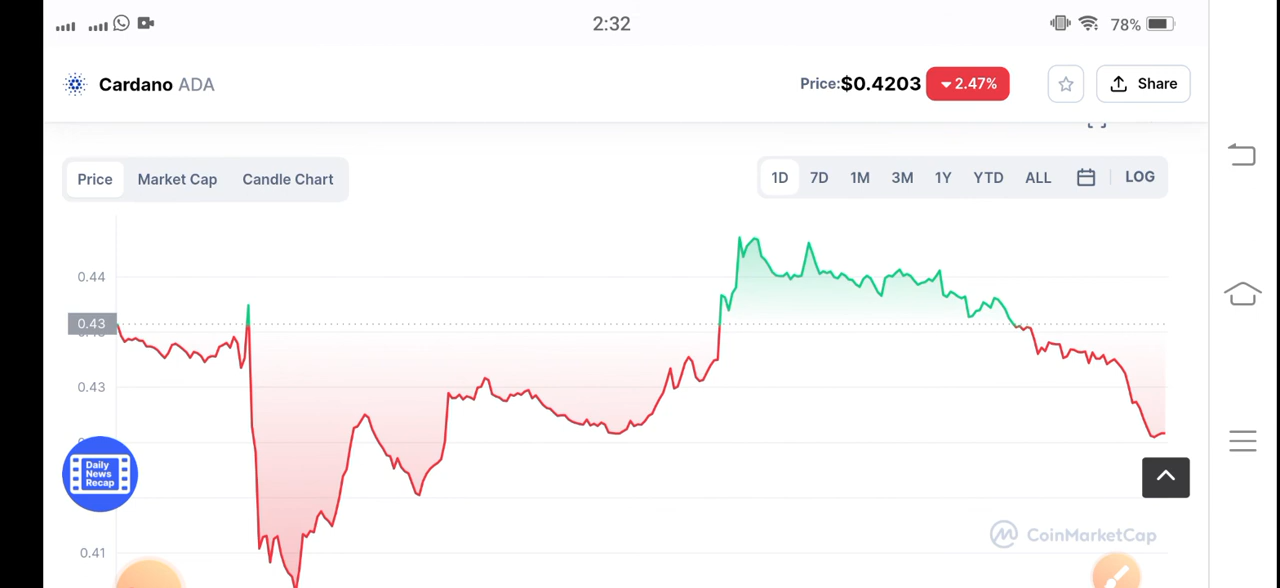 2:32
78%
Cardano ADA
Price:$0.4203 2.47%
Share
Price Market Cap Candle Chart
1D 7D 1M 3M 1Y YTD ALL LOG
0.44
0.43
0.43
Daily
News
Recap
CoinMarketCap
0.41